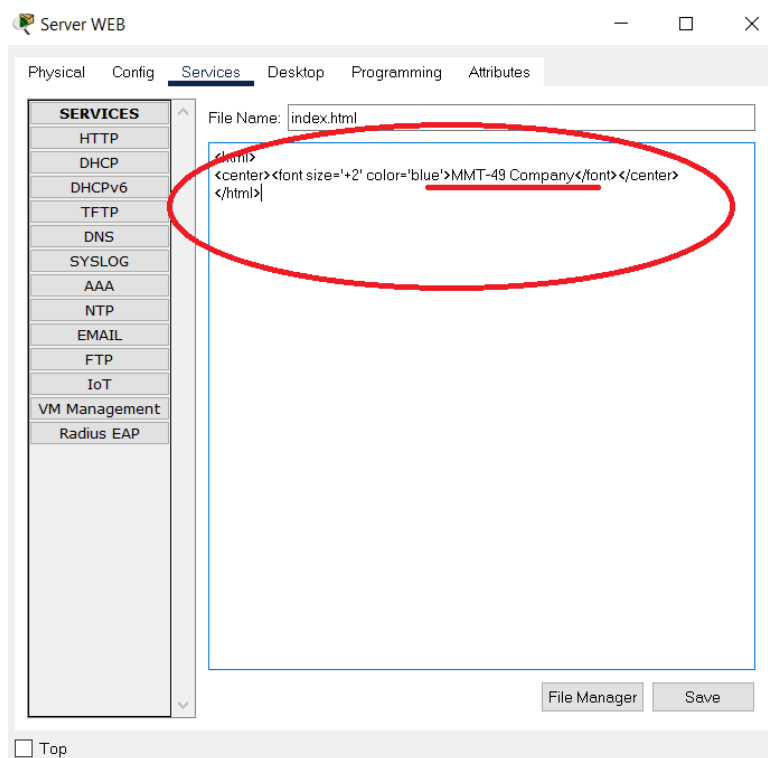 Server WEB
Physical Config Services Desktop Programming Attributes
SERVICES
HTTP
DHCP
DHCPv6
TFTP
DNS
SYSLOG
AAA
NTP
EMAIL
FTP
IoT
VM Management
Radius EAP
File Name: index.html
<html>
<center><font size='+2' color='blue'>MMT-49 Company</font></center>
</html>
File Manager Save
Top